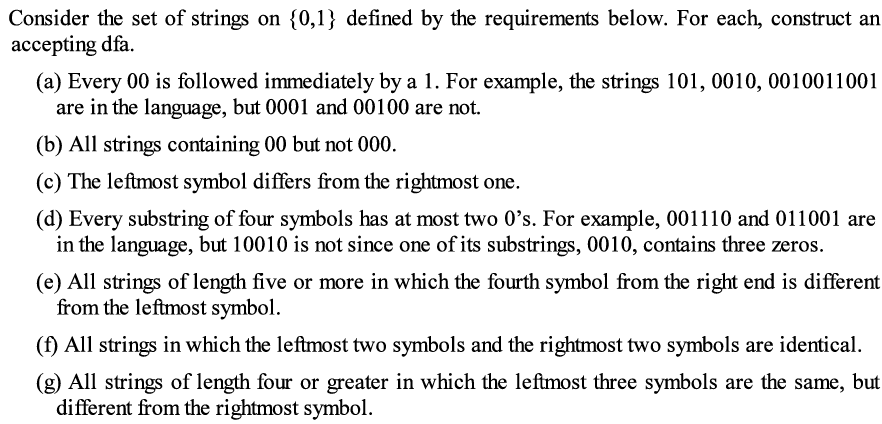 Consider the set of strings on {0,1} defined by the requirements below. For each, construct an
accepting dfa.
(a) Every 00 is followed immediately by a 1. For example, the strings 101, 0010, 0010011001
are in the language, but 0001 and 00100 are not.
(b) All strings containing 00 but not 000.
(c) The leftmost symbol differs from the rightmost one.
(d) Every substring of four symbols has at most two 0’s. For example, 001110 and 011001 are
in the language, but 10010 is not since one of its substrings, 0010, contains three zeros.
(e) All strings of length five or more in which the fourth symbol from the right end is different
from the leftmost symbol.
(f) All strings in which the leftmost two symbols and the rightmost two symbols are identical.
(g) All strings of length four or greater in which the leftmost three symbols are the same, but
different from the rightmost symbol.